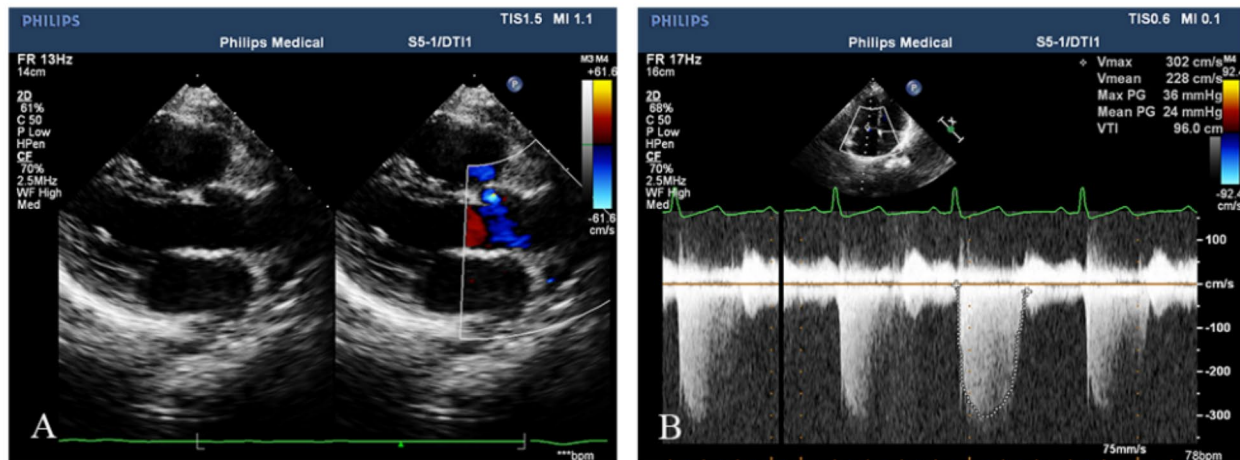 PHILIPS
TIS1.5 MI 1.1
Philips Medical S5-1/DTI1
FR 13Hz
14cm
M3 M4
+61.6
2D
61%
C 50
P Low
HPen
CF
70%
2.5MHz
WF High
Med
-61.6
cm/s
P
A
***bpm
PHILIPS
TIS0.6 MI 0.1
Philips Medical S5-1/DTI1
FR 17Hz
16cm
Vmax 302 cm/s
Vmean 228 cm/s
Max PG 36 mmHg
Mean PG 24 mmHg
VTI 96.0 cm
M4
92.4
2D
68%
C 50
P Low
HPen
CF
70%
2.5MHz
WF High
Med
-92.4
cm/s
P
100
cm/s
-100
-200
-300
B
75mm/s
78bpm